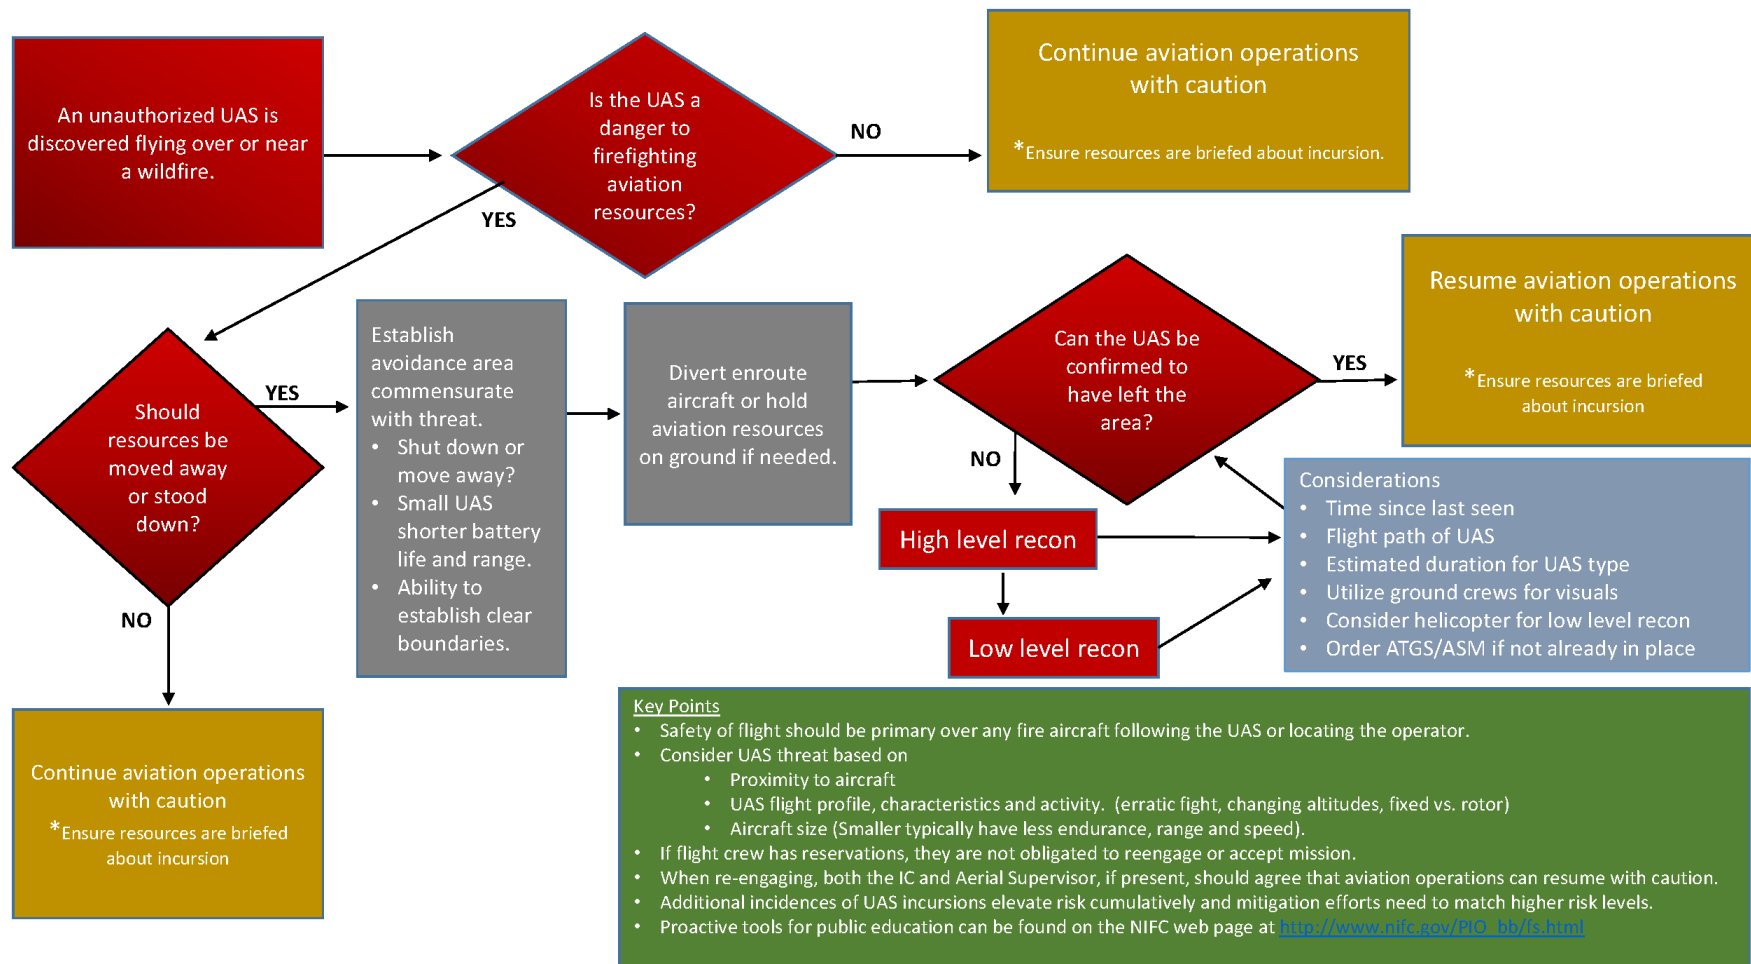 An unauthorized UAS is
discovered flying over or near
a wildfire.
Is the UAS a
danger to
firefighting
aviation
resources?
NO
Continue aviation operations
with caution
*Ensure resources are briefed about incursion.
YES
Should
resources be
moved away
or stood
down?
YES
Establish
avoidance area
commensurate
with threat.
• Shut down or
move away?
• Small UAS
shorter battery
life and range.
• Ability to
establish clear
boundaries.
Divert enroute
aircraft or hold
aviation resources
on ground if needed.
Can the UAS be
confirmed to
have left the
area?
YES
Resume aviation operations
with caution
*Ensure resources are briefed
about incursion
NO
High level recon
Low level recon
Considerations
• Time since last seen
• Flight path of UAS
• Estimated duration for UAS type
• Utilize ground crews for visuals
• Consider helicopter for low level recon
• Order ATGS/ASM if not already in place
NO
Continue aviation operations
with caution
*Ensure resources are briefed
about incursion
Key Points
• Safety of flight should be primary over any fire aircraft following the UAS or locating the operator.
• Consider UAS threat based on
• Proximity to aircraft
• UAS flight profile, characteristics and activity. (erratic fight, changing altitudes, fixed vs. rotor)
• Aircraft size (Smaller typically have less endurance, range and speed).
• If flight crew has reservations, they are not obligated to reengage or accept mission.
• When re-engaging, both the IC and Aerial Supervisor, if present, should agree that aviation operations can resume with caution.
• Additional incidences of UAS incursions elevate risk cumulatively and mitigation efforts need to match higher risk levels.
• Proactive tools for public education can be found on the NIFC web page at http://www.nifc.gov/PIO_bb/fs.html